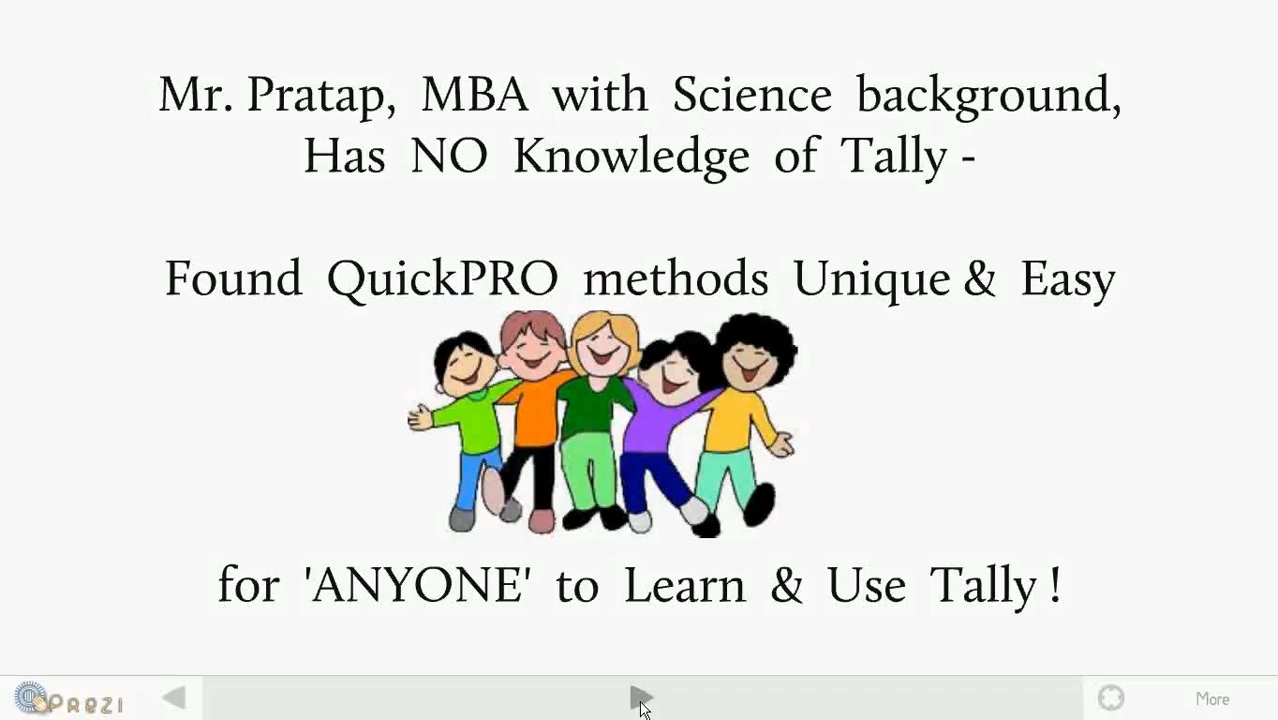 Mr. Pratap, MBA with Science background,
Has NO Knowledge of Tally -
Found QuickPRO methods Unique & Easy
for 'ANYONE' to Learn & Use Tally !
Prezi
More